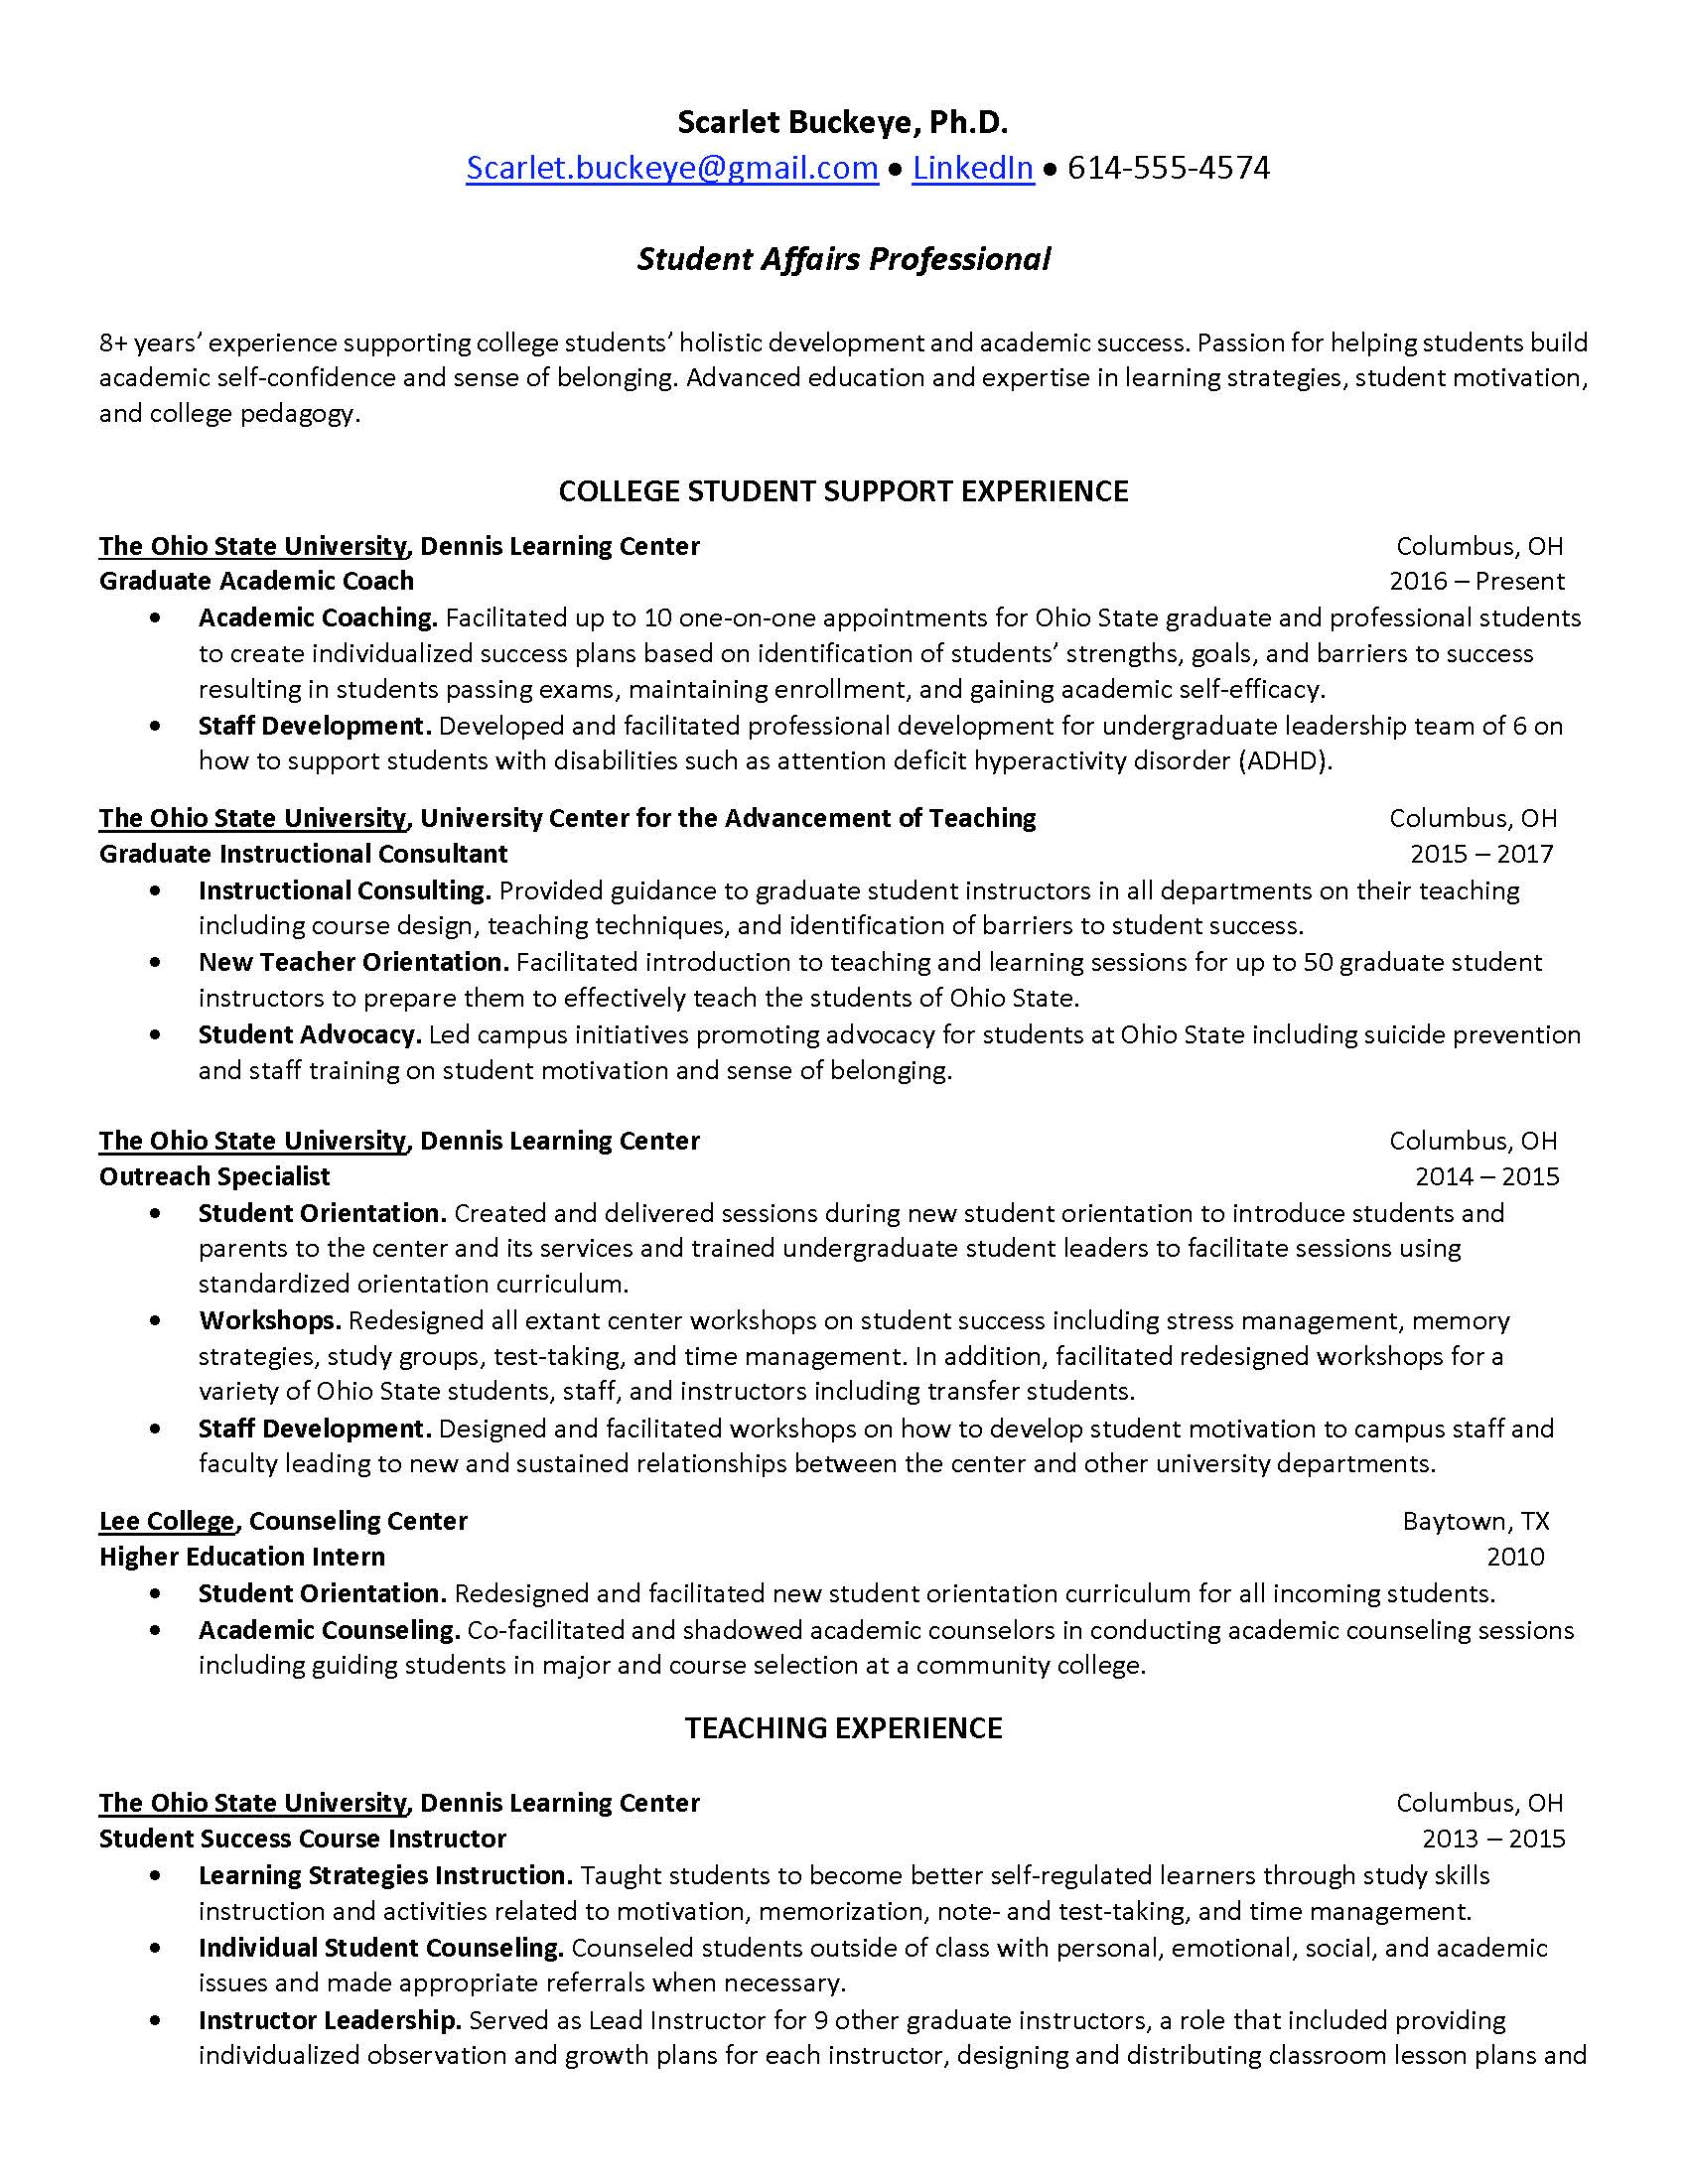 Scarlet Buckeye, Ph.D.
Scarlet.buckeye@gmail.com ● LinkedIn ● 614-555-4574
Student Affairs Professional
8+ years’ experience supporting college students’ holistic development and academic success. Passion for helping students build
academic self-confidence and sense of belonging. Advanced education and expertise in learning strategies, student motivation,
and college pedagogy.
COLLEGE STUDENT SUPPORT EXPERIENCE
The Ohio State University, Dennis Learning Center Columbus, OH
Graduate Academic Coach 2016 – Present
• Academic Coaching. Facilitated up to 10 one-on-one appointments for Ohio State graduate and professional students
to create individualized success plans based on identification of students’ strengths, goals, and barriers to success
resulting in students passing exams, maintaining enrollment, and gaining academic self-efficacy.
• Staff Development. Developed and facilitated professional development for undergraduate leadership team of 6 on
how to support students with disabilities such as attention deficit hyperactivity disorder (ADHD).
The Ohio State University, University Center for the Advancement of Teaching Columbus, OH
Graduate Instructional Consultant 2015 – 2017
• Instructional Consulting. Provided guidance to graduate student instructors in all departments on their teaching
including course design, teaching techniques, and identification of barriers to student success.
• New Teacher Orientation. Facilitated introduction to teaching and learning sessions for up to 50 graduate student
instructors to prepare them to effectively teach the students of Ohio State.
• Student Advocacy. Led campus initiatives promoting advocacy for students at Ohio State including suicide prevention
and staff training on student motivation and sense of belonging.
The Ohio State University, Dennis Learning Center Columbus, OH
Outreach Specialist 2014 – 2015
• Student Orientation. Created and delivered sessions during new student orientation to introduce students and
parents to the center and its services and trained undergraduate student leaders to facilitate sessions using
standardized orientation curriculum.
• Workshops. Redesigned all extant center workshops on student success including stress management, memory
strategies, study groups, test-taking, and time management. In addition, facilitated redesigned workshops for a
variety of Ohio State students, staff, and instructors including transfer students.
• Staff Development. Designed and facilitated workshops on how to develop student motivation to campus staff and
faculty leading to new and sustained relationships between the center and other university departments.
Lee College, Counseling Center Baytown, TX
Higher Education Intern 2010
• Student Orientation. Redesigned and facilitated new student orientation curriculum for all incoming students.
• Academic Counseling. Co-facilitated and shadowed academic counselors in conducting academic counseling sessions
including guiding students in major and course selection at a community college.
TEACHING EXPERIENCE
The Ohio State University, Dennis Learning Center Columbus, OH
Student Success Course Instructor 2013 – 2015
• Learning Strategies Instruction. Taught students to become better self-regulated learners through study skills
instruction and activities related to motivation, memorization, note- and test-taking, and time management.
• Individual Student Counseling. Counseled students outside of class with personal, emotional, social, and academic
issues and made appropriate referrals when necessary.
• Instructor Leadership. Served as Lead Instructor for 9 other graduate instructors, a role that included providing
individualized observation and growth plans for each instructor, designing and distributing classroom lesson plans and